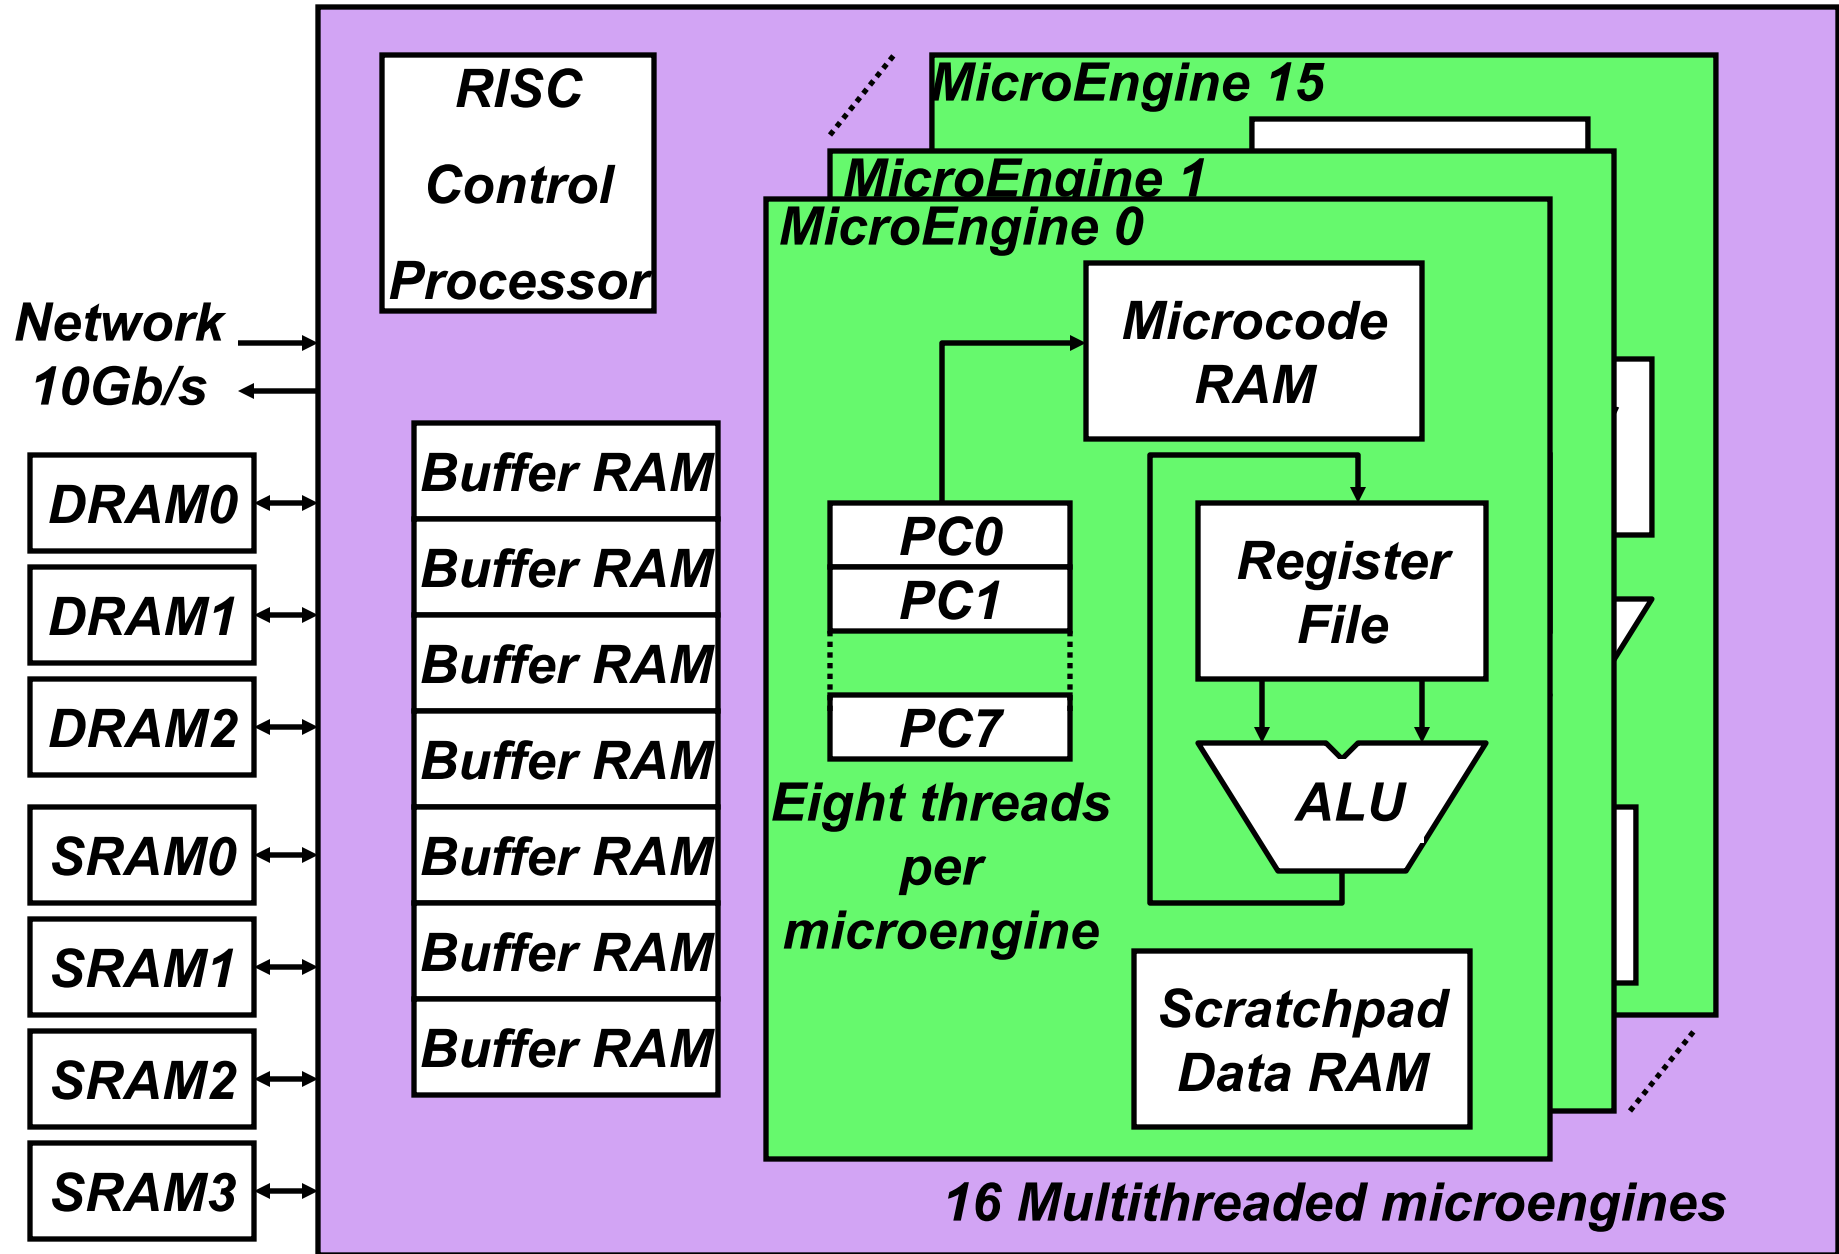 RISC
Control
Processor
Network
10Gb/s
DRAM0
DRAM1
DRAM2
SRAM0
SRAM1
SRAM2
SRAM3
Buffer RAM
Buffer RAM
Buffer RAM
Buffer RAM
Buffer RAM
Buffer RAM
Buffer RAM
MicroEngine 15
MicroEngine 1
MicroEngine 0
Microcode
RAM
PC0
PC1
PC7
Eight threads
per
microengine
Register
File
ALU
Scratchpad
Data RAM
16 Multithreaded microengines